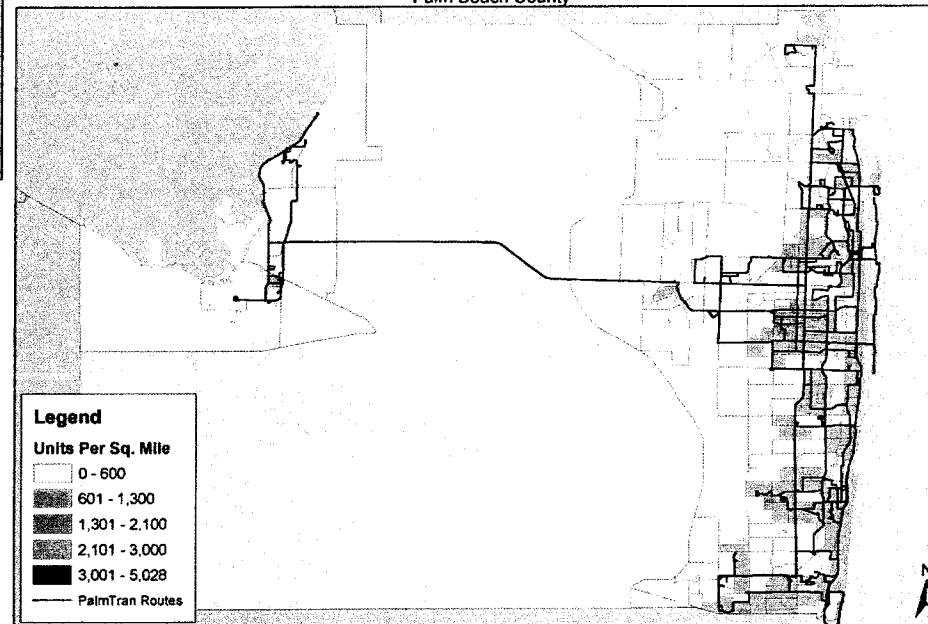 Palm Beach County
N
Legend
Units Per Sq. Mile
0 - 600
601 - 1,300
1,301 - 2,100
2,101 - 3,000
3,001 - 5,028
PalmTran Routes